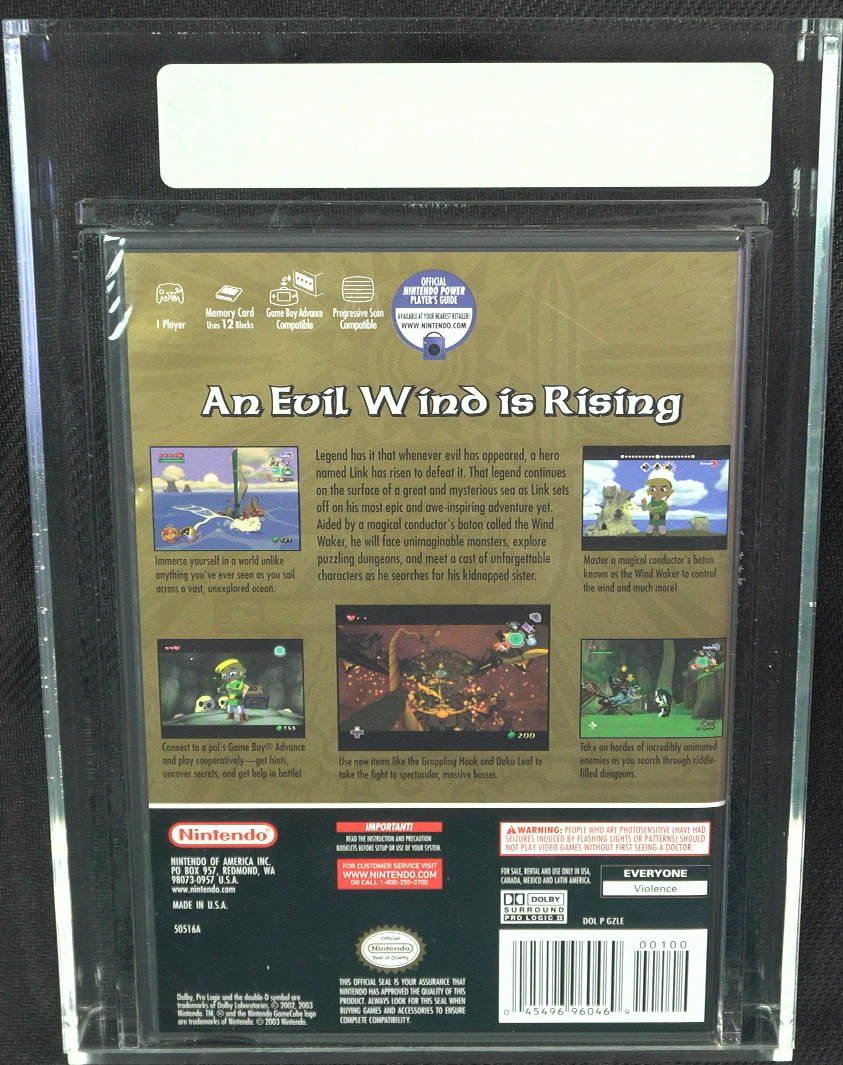 1 Player
Memory Card
Uses 12 Blocks
Game Boy Advance
Compatible
Progressive Scan
Compatible
OFFICIAL
NINTENDO POWER
PLAYER'S GUIDE
AVAILABLE AT YOUR NEAREST RETAILER!
WWW.NINTENDO.COM
An Evil Wind is Rising
Legend has it that whenever evil has appeared, a hero
named Link has risen to defeat it. That legend continues
on the surface of a great and mysterious sea as Link sets
off on his most epic and awe-inspiring adventure yet.
Aided by a magical conductor's baton called the Wind
Waker, he will face unimaginable monsters, explore
puzzling dungeons, and meet a cast of unforgettable
characters as he searches for his kidnapped sister.
Immerse yourself in a world unlike
anything you've ever seen as you sail
across a vast, unexplored ocean.
Master a magical conductor's baton
known as the Wind Waker to control
the wind and much more!
153
200
Connect to a pal's Game Boy® Advance
and play cooperatively—get hints,
uncover secrets, and get help in battle!
Use new items like the Grappling Hook and Deku Leaf to
take the fight to spectacular, massive bosses.
Take on hordes of incredibly animated
enemies as you search through riddle-
filled dungeons.
Nintendo®
NINTENDO OF AMERICA INC.
PO BOX 957, REDMOND, WA
98073-0957 U.S.A.
www.nintendo.com
MADE IN U.S.A.
50516A
IMPORTANT!
READ THE INSTRUCTION AND PRECAUTION
BOOKLETS BEFORE SETUP OR USE OF YOUR SYSTEM.
FOR CUSTOMER SERVICE VISIT
WWW.NINTENDO.COM
OR CALL 1-800-255-3700
WARNING: PEOPLE WHO ARE PHOTOSENSITIVE (HAVE HAD
SEIZURES INDUCED BY FLASHING LIGHTS OR PATTERNS) SHOULD
NOT PLAY VIDEO GAMES WITHOUT FIRST SEEING A DOCTOR.
FOR SALE, RENTAL AND USE ONLY IN USA,
CANADA, MEXICO AND LATIN AMERICA.
EVERYONE
Violence
DOLBY
SURROUND
PRO LOGIC II
DOL P GZLE
Official
Nintendo
Seal of Quality
THE OFFICIAL SEAL IS YOUR ASSURANCE THAT
NINTENDO HAS APPROVED THE QUALITY OF THIS
PRODUCT. ALWAYS LOOK FOR THIS SEAL WHEN
BUYING GAMES AND ACCESSORIES TO ENSURE
COMPLETE COMPATIBILITY.
Dolby, Pro Logic and the double-D symbol are
trademarks of Dolby Laboratories. © 2002, 2003
Nintendo. TM, ® and the Nintendo GameCube logo
are trademarks of Nintendo. © 2003 Nintendo.
00100
0 45496 96046 9